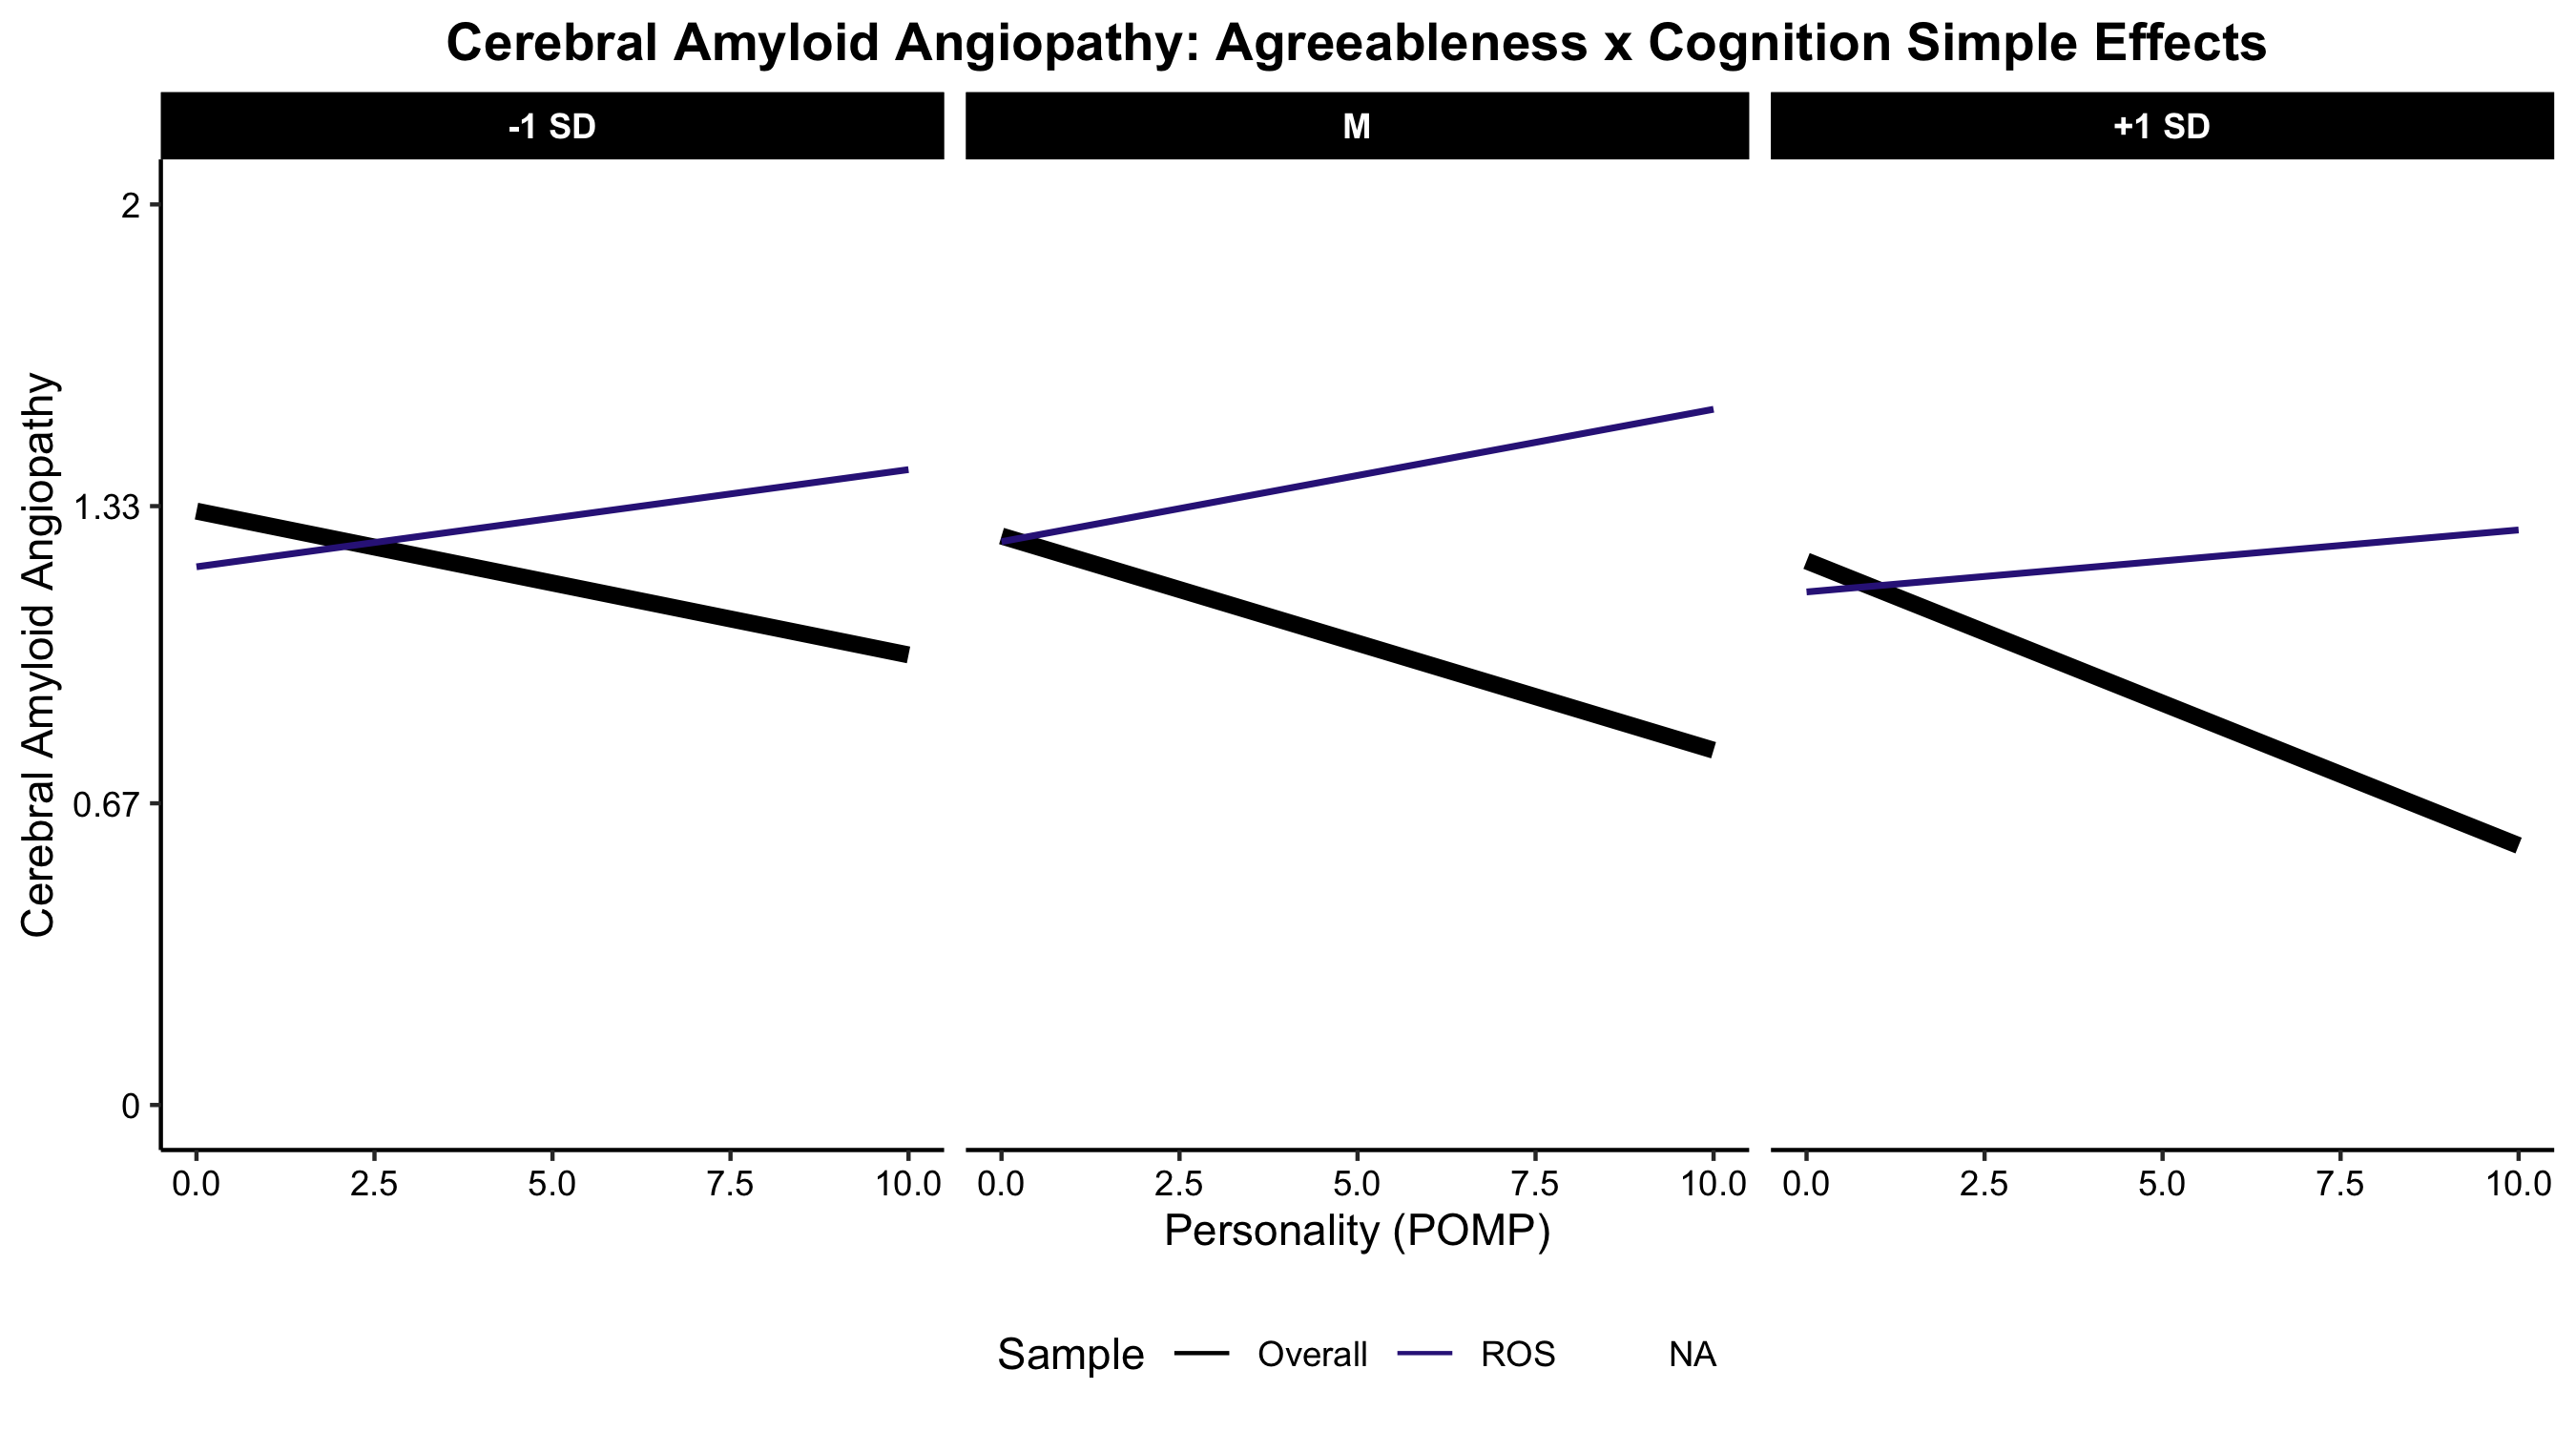 Cerebral Amyloid Angiopathy: Agreeableness x Cognition Simple Effects
-1 SD
M
+1 SD
Cerebral Amyloid Angiopathy
2
1.33
0.67
0
0.0 2.5 5.0 7.5 10.0
0.0 2.5 5.0 7.5 10.0
0.0 2.5 5.0 7.5 10.0
Personality (POMP)
Sample Overall ROS NA